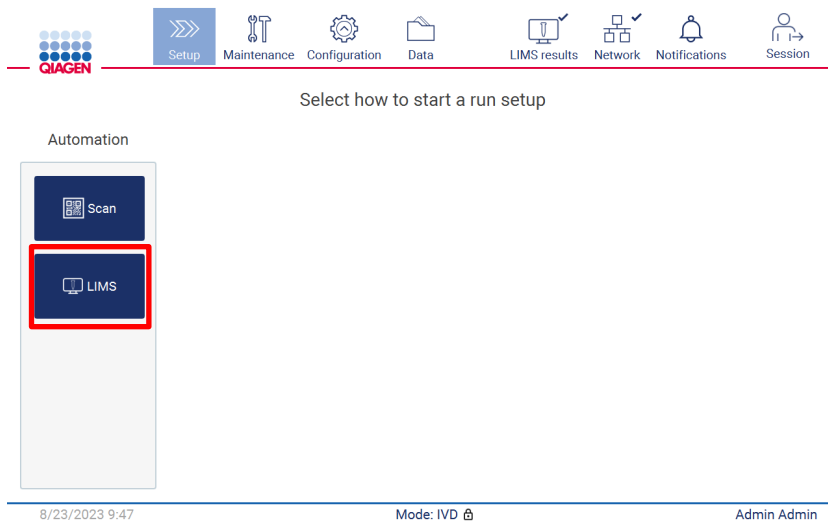 QIAGEN
Setup
Maintenance
Configuration
Data
LIMS results
Network
Notifications
Session
Select how to start a run setup
Automation
Scan
LIMS
8/23/2023 9:47
Mode: IVD
Admin Admin